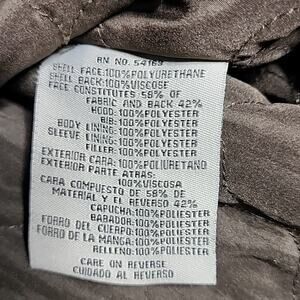 RN NO. 54163
SHELL FACE:100%POLYURETHANE
SHELL BACK:100%VISCOSE
FACE CONSTITUTES 58% OF
FABRIC AND BACK 42%
HOOD:100%POLYESTER
BIB:100%POLYESTER
BODY LINING:100%POLYESTER
SLEEVE LINING:100%POLYESTER
FILLER:100%POLYESTER
EXTERIOR CARA:100%POLIURETANO
EXTERIOR PARTE ATRAS:
100%VISCOSA
CARA COMPUESTO DE 58% DE
MATERIAL Y EL REVERSO 42%
CAPUCHA:100%POLIESTER
BABADOR:100%POLIESTER
FORRO DEL CUERPO:100%POLIESTER
FORRO DE LA MANGA:100%POLIESTER
RELLENO:100%POLIESTER
CARE ON REVERSE
CUIDADO AL REVERSO